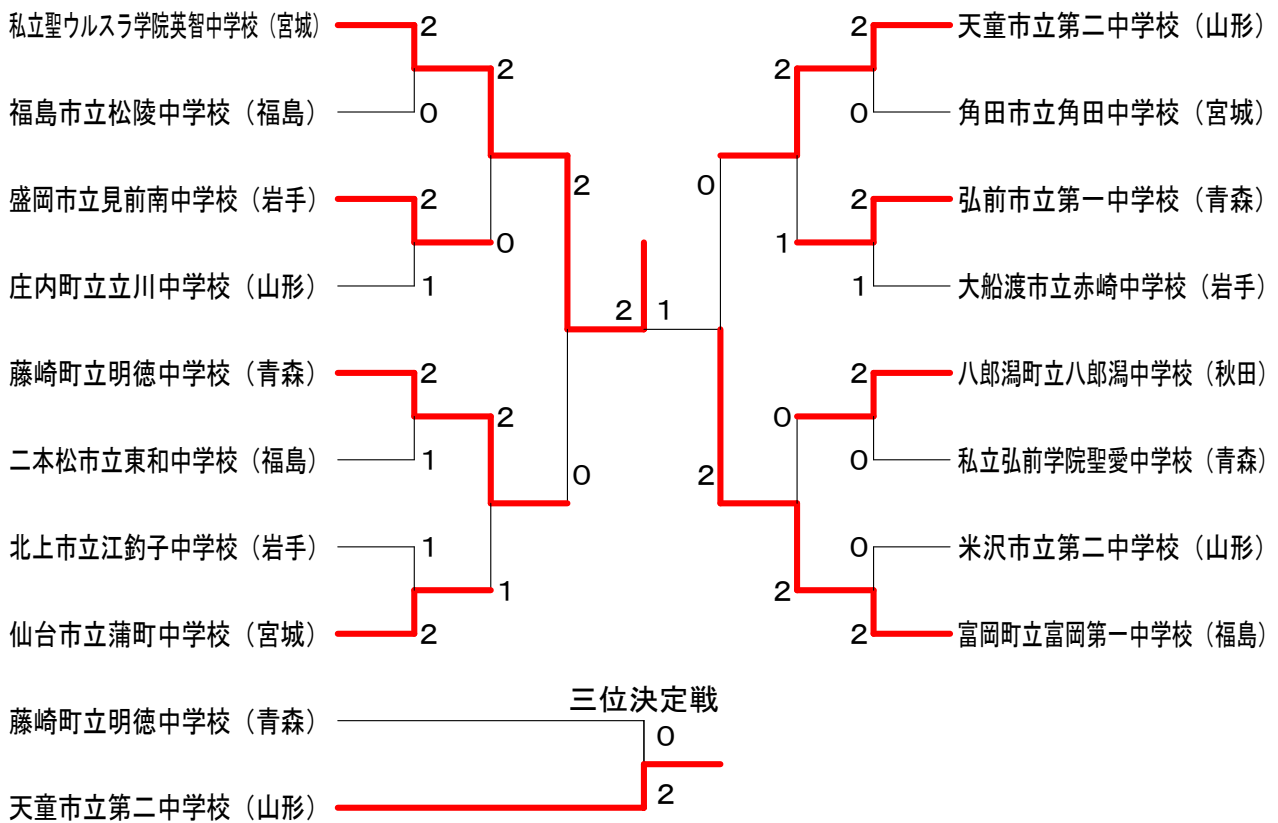 私立聖ウルスラ学院英智中学校（宮城）
2
2
天童市立第二中学校（山形）
2
2
福島市立松陵中学校（福島）
0
0
角田市立角田中学校（宮城）
2
0
盛岡市立見前南中学校（岩手）
2
2
弘前市立第一中学校（青森）
0
1
庄内町立立川中学校（山形）
1
1
大船渡市立赤崎中学校（岩手）
2
1
藤崎町立明徳中学校（青森）
2
2
八郎潟町立八郎潟中学校（秋田）
2
0
二本松市立東和中学校（福島）
1
0
私立弘前学院聖愛中学校（青森）
0
2
北上市立江釣子中学校（岩手）
1
0
米沢市立第二中学校（山形）
1
2
仙台市立蒲町中学校（宮城）
2
2
富岡町立富岡第一中学校（福島）
三位決定戦
藤崎町立明徳中学校（青森）
0
天童市立第二中学校（山形）
2